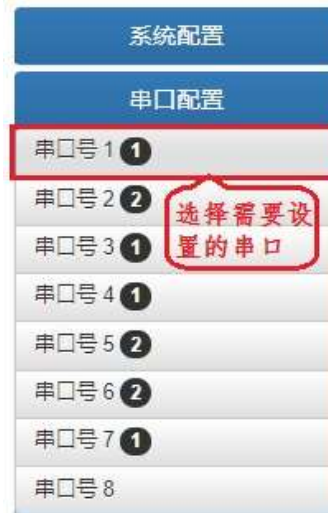 系统配置
串口配置
串口号 1 1
串口号 2 2
选择需要设
置的串口
串口号 3 1
串口号 4 1
串口号 5 2
串口号 6 2
串口号 7 1
串口号 8